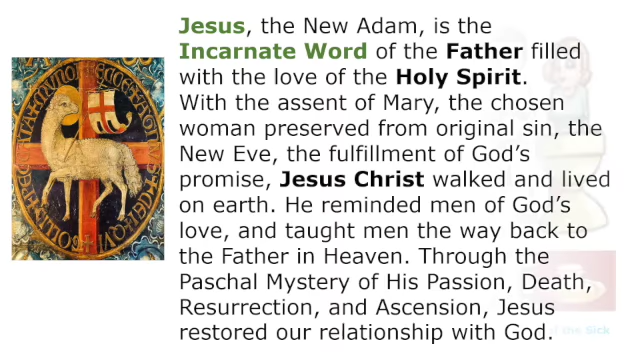 Jesus, the New Adam, is the
Incarnate Word of the Father filled
with the love of the Holy Spirit.
With the assent of Mary, the chosen
woman preserved from original sin, the
New Eve, the fulfillment of God's
promise, Jesus Christ walked and lived
on earth. He reminded men of God's
love, and taught men the way back to
the Father in Heaven. Through the
Paschal Mystery of His Passion, Death,
Resurrection, and Ascension, Jesus
restored our relationship with God.
the Sick